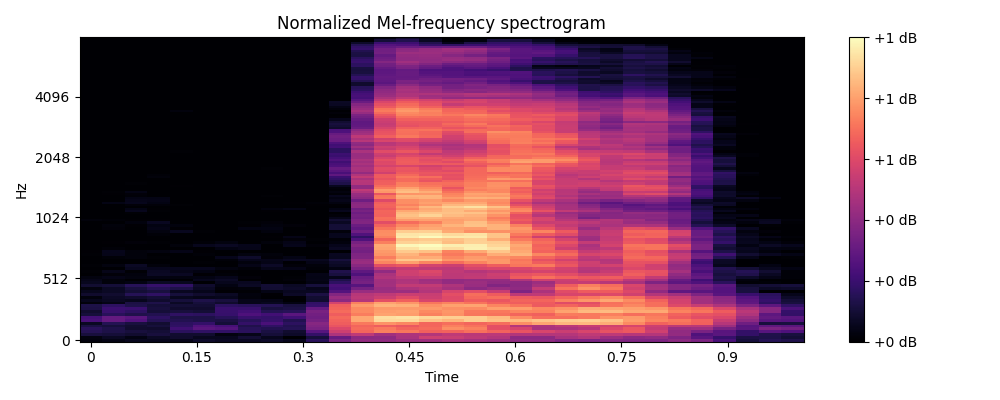 Normalized Mel-frequency spectrogram
Hz
4096
2048
1024
512
0
0 0.15 0.3 0.45 0.6 0.75 0.9
Time
+1 dB
+1 dB
+1 dB
+0 dB
+0 dB
+0 dB